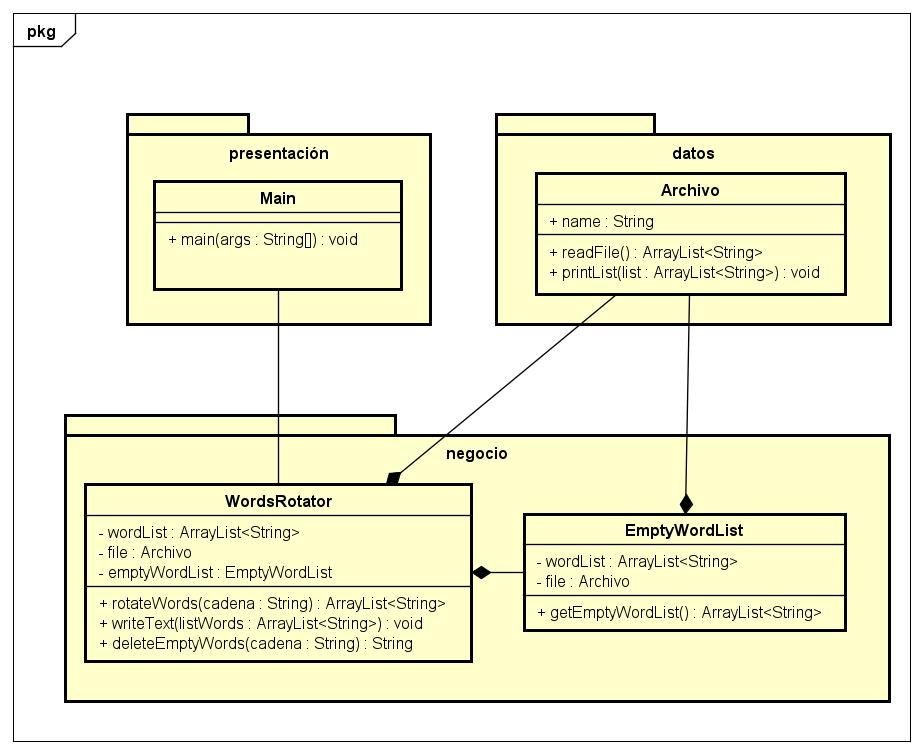 pkg
presentación
Main
+ main(args : String[]) : void
datos
Archivo
+ name : String
+ readFile() : ArrayList<String>
+ printList(list : ArrayList<String>) : void
negocio
WordsRotator
- wordList : ArrayList<String>
- file : Archivo
- emptyWordList : EmptyWordList
+ rotateWords(cadena : String) : ArrayList<String>
+ writeText(listWords : ArrayList<String>) : void
+ deleteEmptyWords(cadena : String) : String
EmptyWordList
- wordList : ArrayList<String>
- file : Archivo
+ getEmptyWordList() : ArrayList<String>